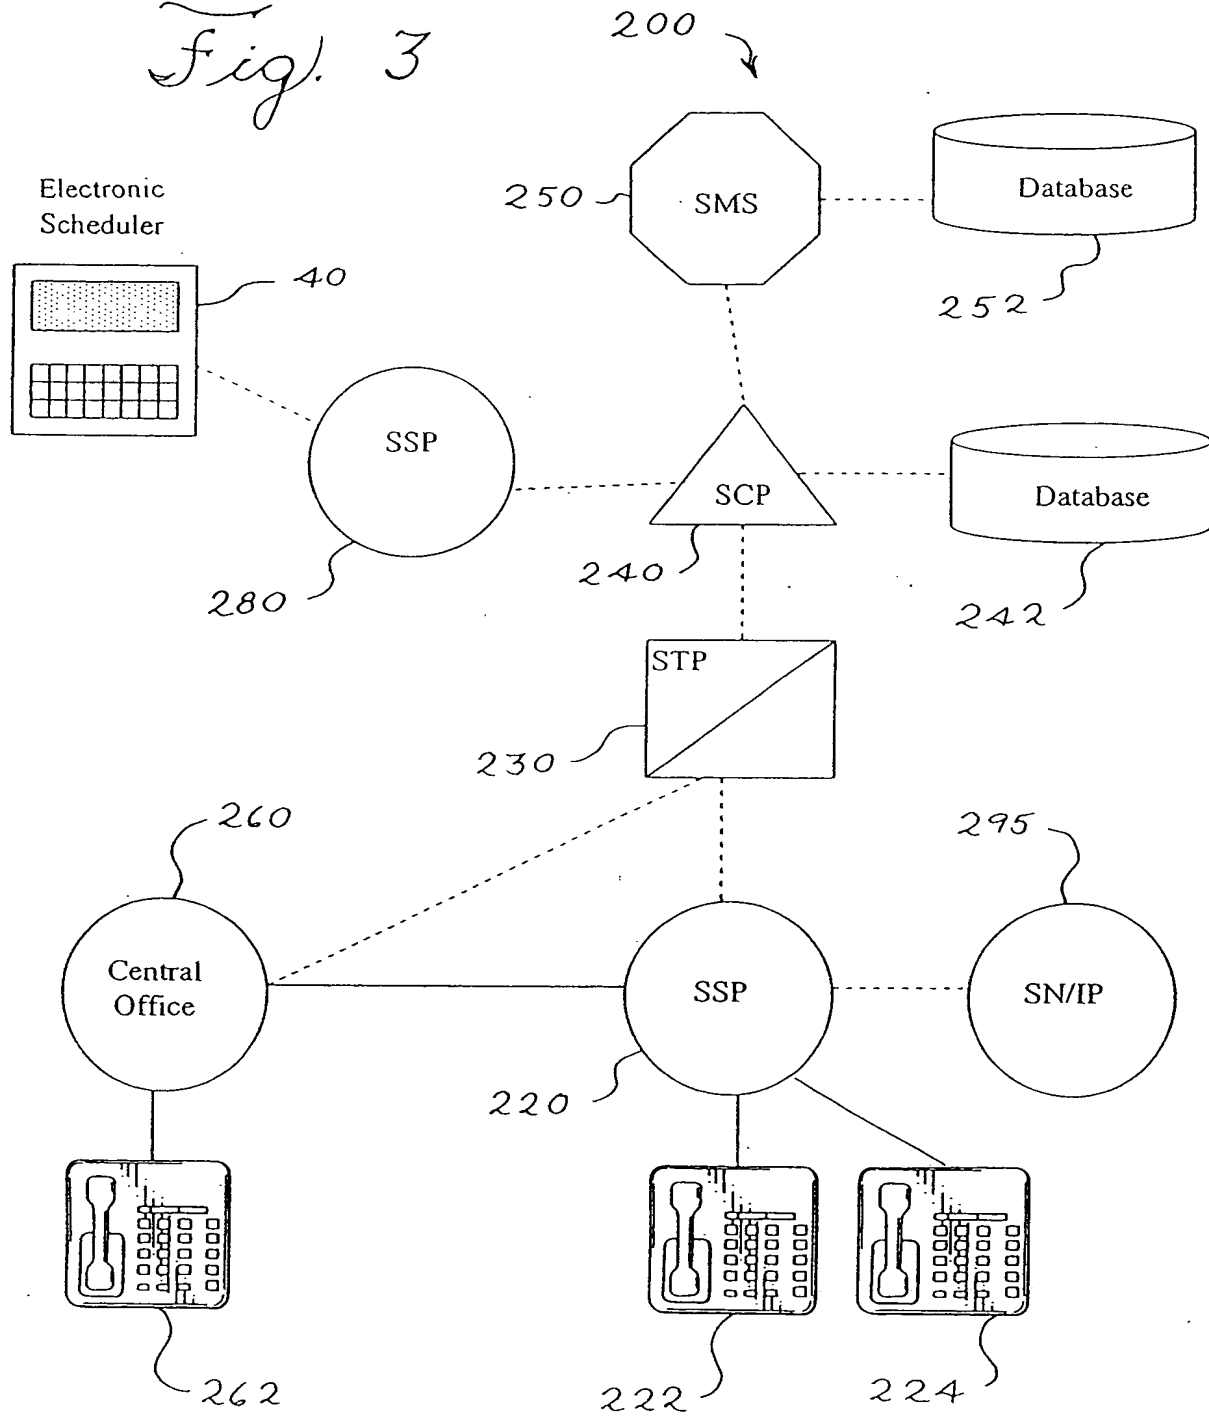 Fig. 3
200
Electronic
Scheduler
40
250
SMS
Database
252
SSP
280
SCP
240
Database
242
STP
230
260
295
Central
Office
SSP
SN/IP
220
262
222
224